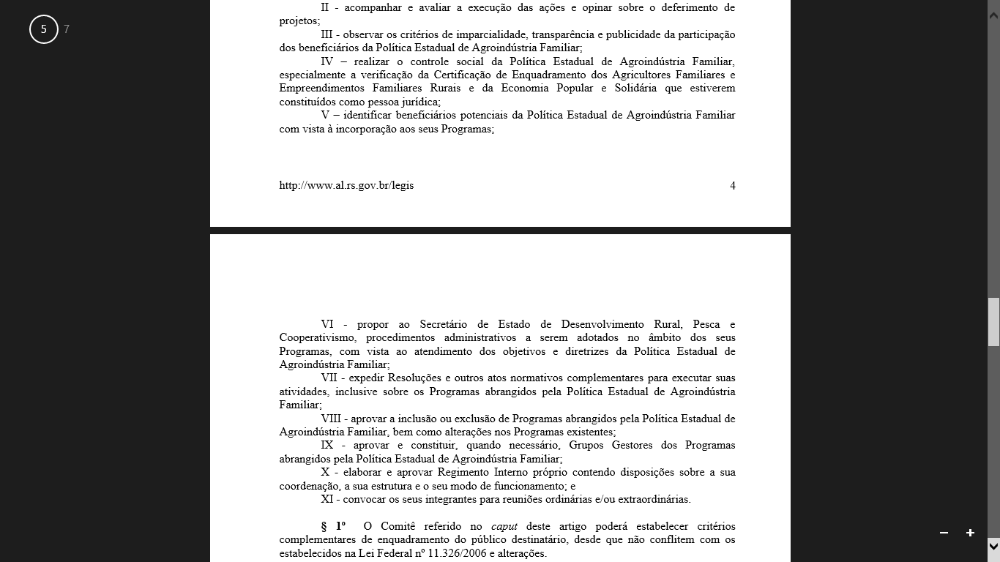 5 7
II - acompanhar e avaliar a execução das ações e opinar sobre o deferimento de
projetos;
III - observar os critérios de imparcialidade, transparência e publicidade da participação
dos beneficiários da Política Estadual de Agroindústria Familiar;
IV – realizar o controle social da Política Estadual de Agroindústria Familiar,
especialmente a verificação da Certificação de Enquadramento dos Agricultores Familiares e
Empreendimentos Familiares Rurais e da Economia Popular e Solidária que estiverem
constituídos como pessoa jurídica;
V – identificar beneficiários potenciais da Política Estadual de Agroindústria Familiar
com vista à incorporação aos seus Programas;
http://www.al.rs.gov.br/legis 4
VI - propor ao Secretário de Estado de Desenvolvimento Rural, Pesca e
Cooperativismo, procedimentos administrativos a serem adotados no âmbito dos seus
Programas, com vista ao atendimento dos objetivos e diretrizes da Política Estadual de
Agroindústria Familiar;
VII - expedir Resoluções e outros atos normativos complementares para executar suas
atividades, inclusive sobre os Programas abrangidos pela Política Estadual de Agroindústria
Familiar;
VIII - aprovar a inclusão ou exclusão de Programas abrangidos pela Política Estadual de
Agroindústria Familiar, bem como alterações nos Programas existentes;
IX - aprovar e constituir, quando necessário, Grupos Gestores dos Programas
abrangidos pela Política Estadual de Agroindústria Familiar;
X - elaborar e aprovar Regimento Interno próprio contendo disposições sobre a sua
coordenação, a sua estrutura e o seu modo de funcionamento; e
XI - convocar os seus integrantes para reuniões ordinárias e/ou extraordinárias.
§ 1º O Comitê referido no caput deste artigo poderá estabelecer critérios
complementares de enquadramento do público destinatário, desde que não conflitem com os
estabelecidos na Lei Federal nº 11.326/2006 e alterações.